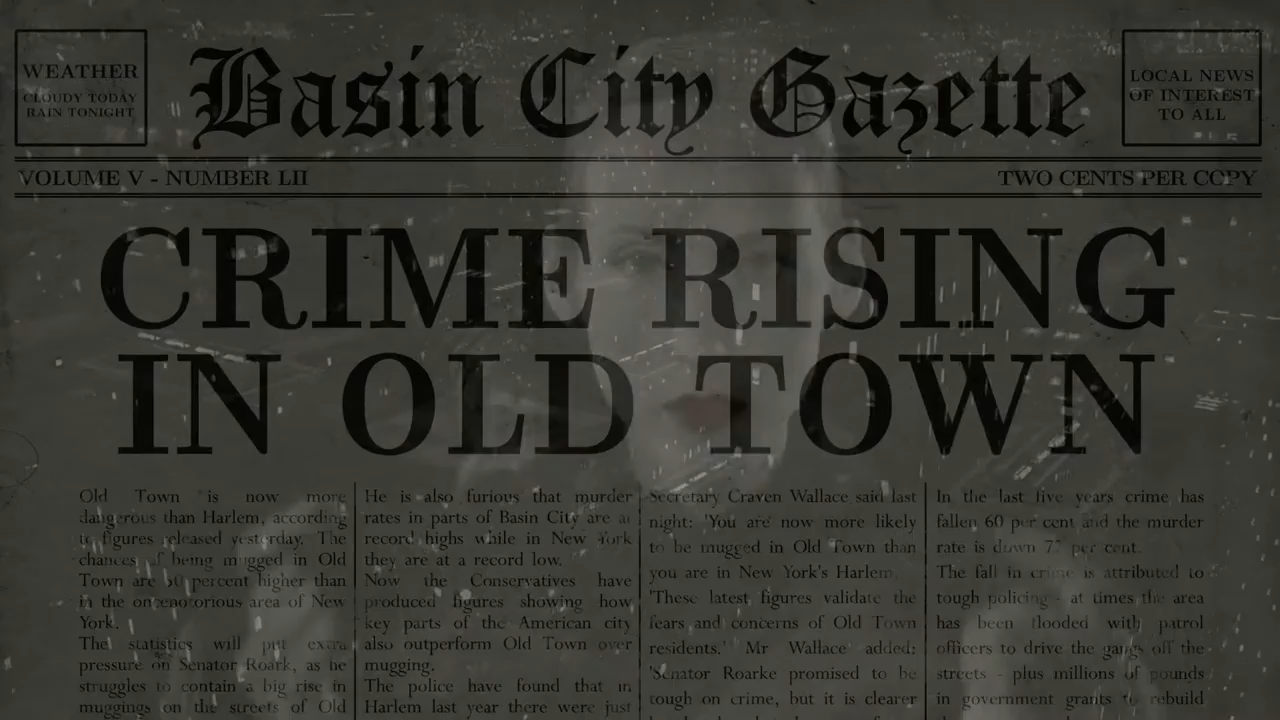 WEATHER
CLOUDY TODAY
RAIN TONIGHT
Basin City Gazette
LOCAL NEWS
OF INTEREST
TO ALL
VOLUME V - NUMBER LII
TWO CENTS PER COPY
CRIME RISING
IN OLD TOWN
Old Town is now more
dangerous than Harlem, according
to figures released yesterday. The
chances of being mugged in Old
Town are percent higher than
in the once notorious area of New
York.
The statistics will put extra
pressure on Senator Roark, as he
struggles to contain a big rise in
muggings on the streets of Old
He is also furious that murder
rates in parts of Basin City are at
record highs while in New York
they are at a record low.
Now the Conservatives have
produced figures showing how
key parts of the American city
also outperform Old Town over
mugging.
The police have found that in
Harlem last year there were just
Secretary Craven Wallace said last
night: 'You are now more likely
to be mugged in Old Town than
you are in New York's Harlem.
'These latest figures validate the
fears and concerns of Old Town
residents.' Mr Wallace added:
'Senator Roarke promised to be
tough on crime, but it is clearer
In the last five years crime has
fallen 60 per cent and the murder
rate is down per cent.
The fall in crime is attributed to
tough policing - at times the area
has been flooded with patrol
officers to drive the gangs off the
streets - plus millions of pounds
in government grants to rebuild